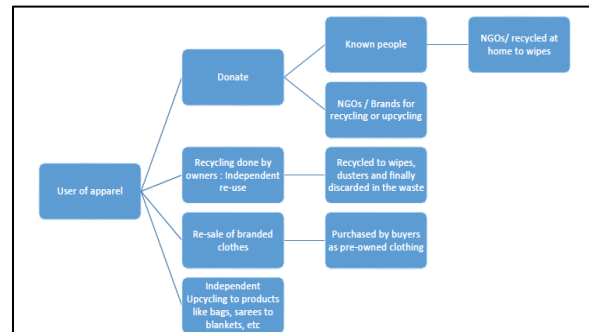 User of apparel
Donate
Known people
NGOs/ recycled at
home to wipes
NGOs / Brands for
recycling or upcycling
Recycling done by
owners : Independent
re-use
Recycled to wipes,
dusters and finally
discarded in the waste
Re-sale of branded
clothes
Purchased by buyers
as pre-owned clothing
Independent
Upcycling to products
like bags, sarees to
blankets, etc